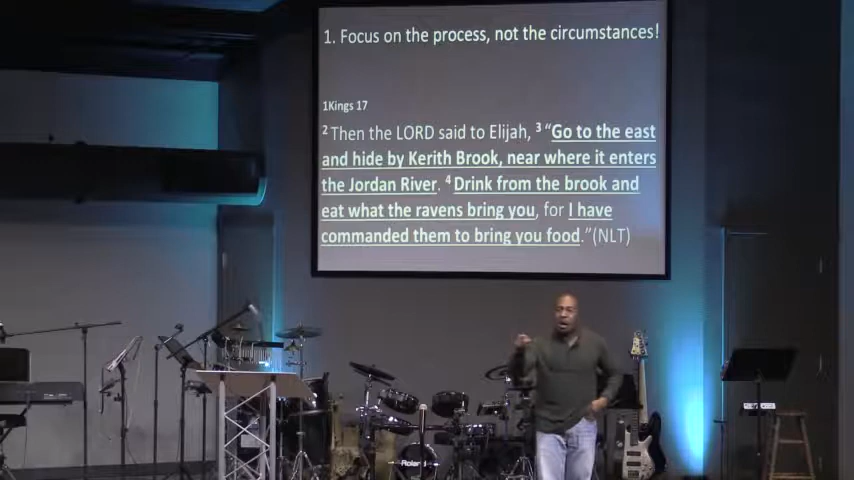 1. Focus on the process, not the circumstances!
1Kings 17
2 Then the LORD said to Elijah, 3 “Go to the east
and hide by Kerith Brook, near where it enters
the Jordan River. 4 Drink from the brook and
eat what the ravens bring you, for I have
commanded them to bring you food.”(NLT)
Roland